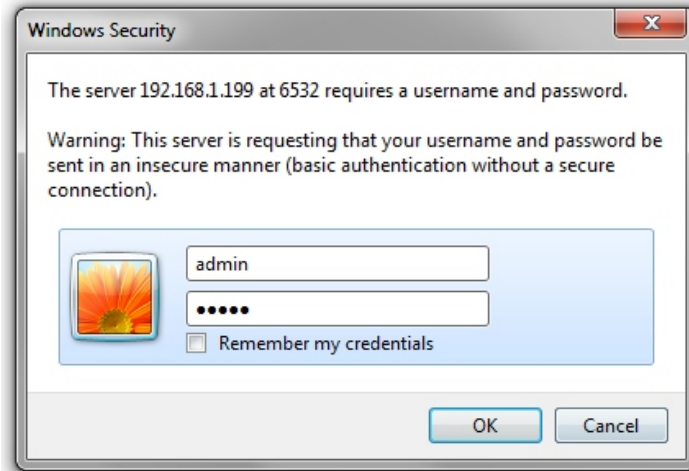 Windows Security
The server 192.168.1.199 at 6532 requires a username and password.
Warning: This server is requesting that your username and password be
sent in an insecure manner (basic authentication without a secure
connection).
admin
●●●●●
Remember my credentials
OK
Cancel